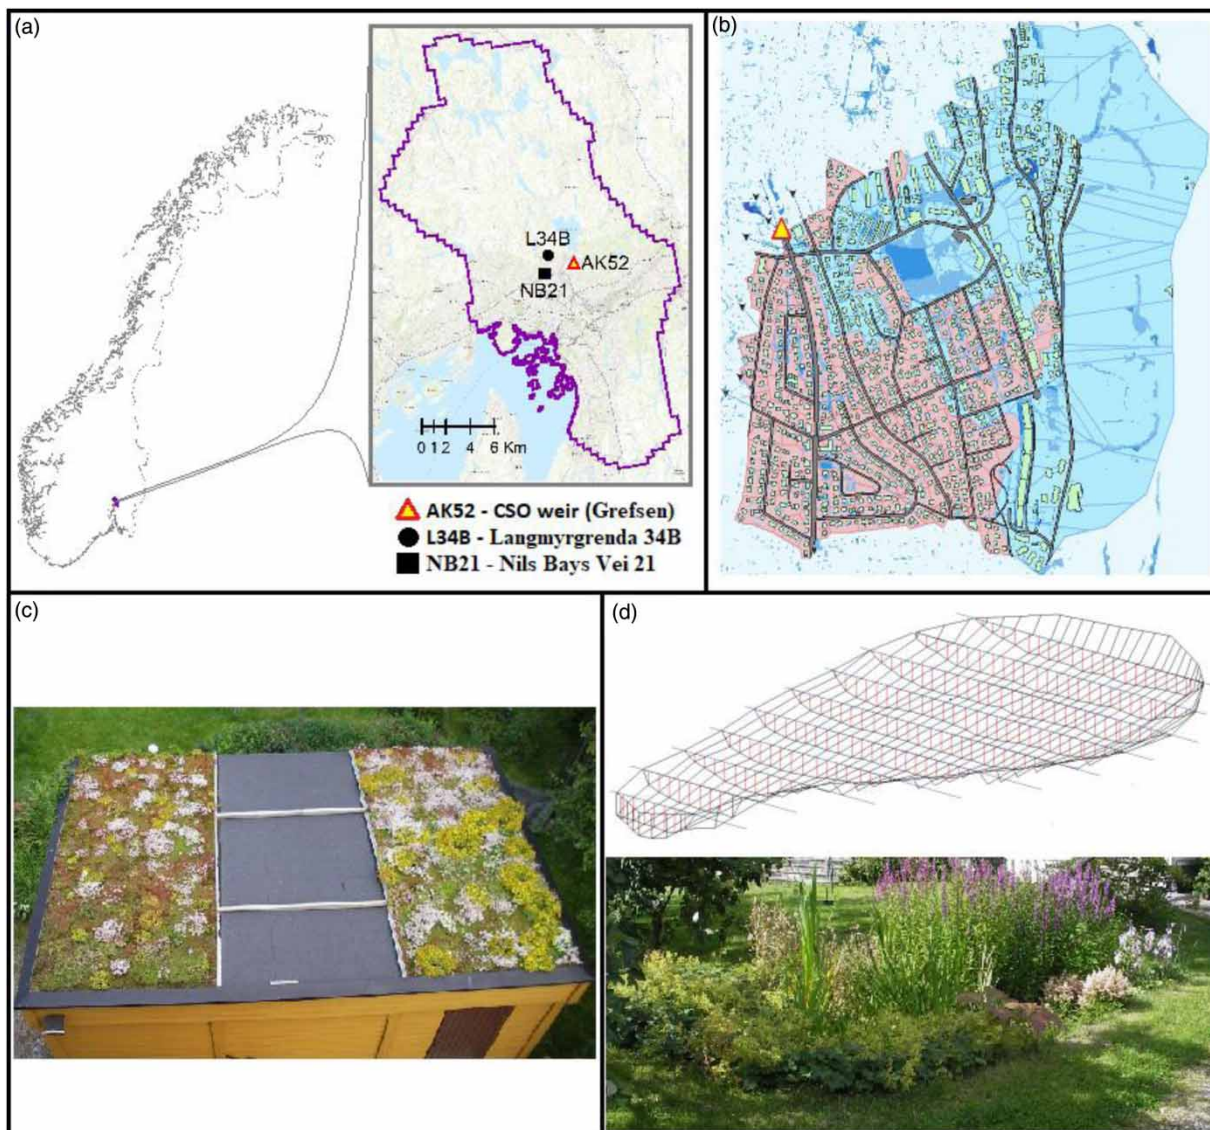 (a)
L34B
AK52
NB21
0 1 2 4 6 Km
AK52 - CSO weir (Grefsen)
L34B - Langmyrgrenda 34B
NB21 - Nils Bays Vei 21
(b)
(c)
(d)